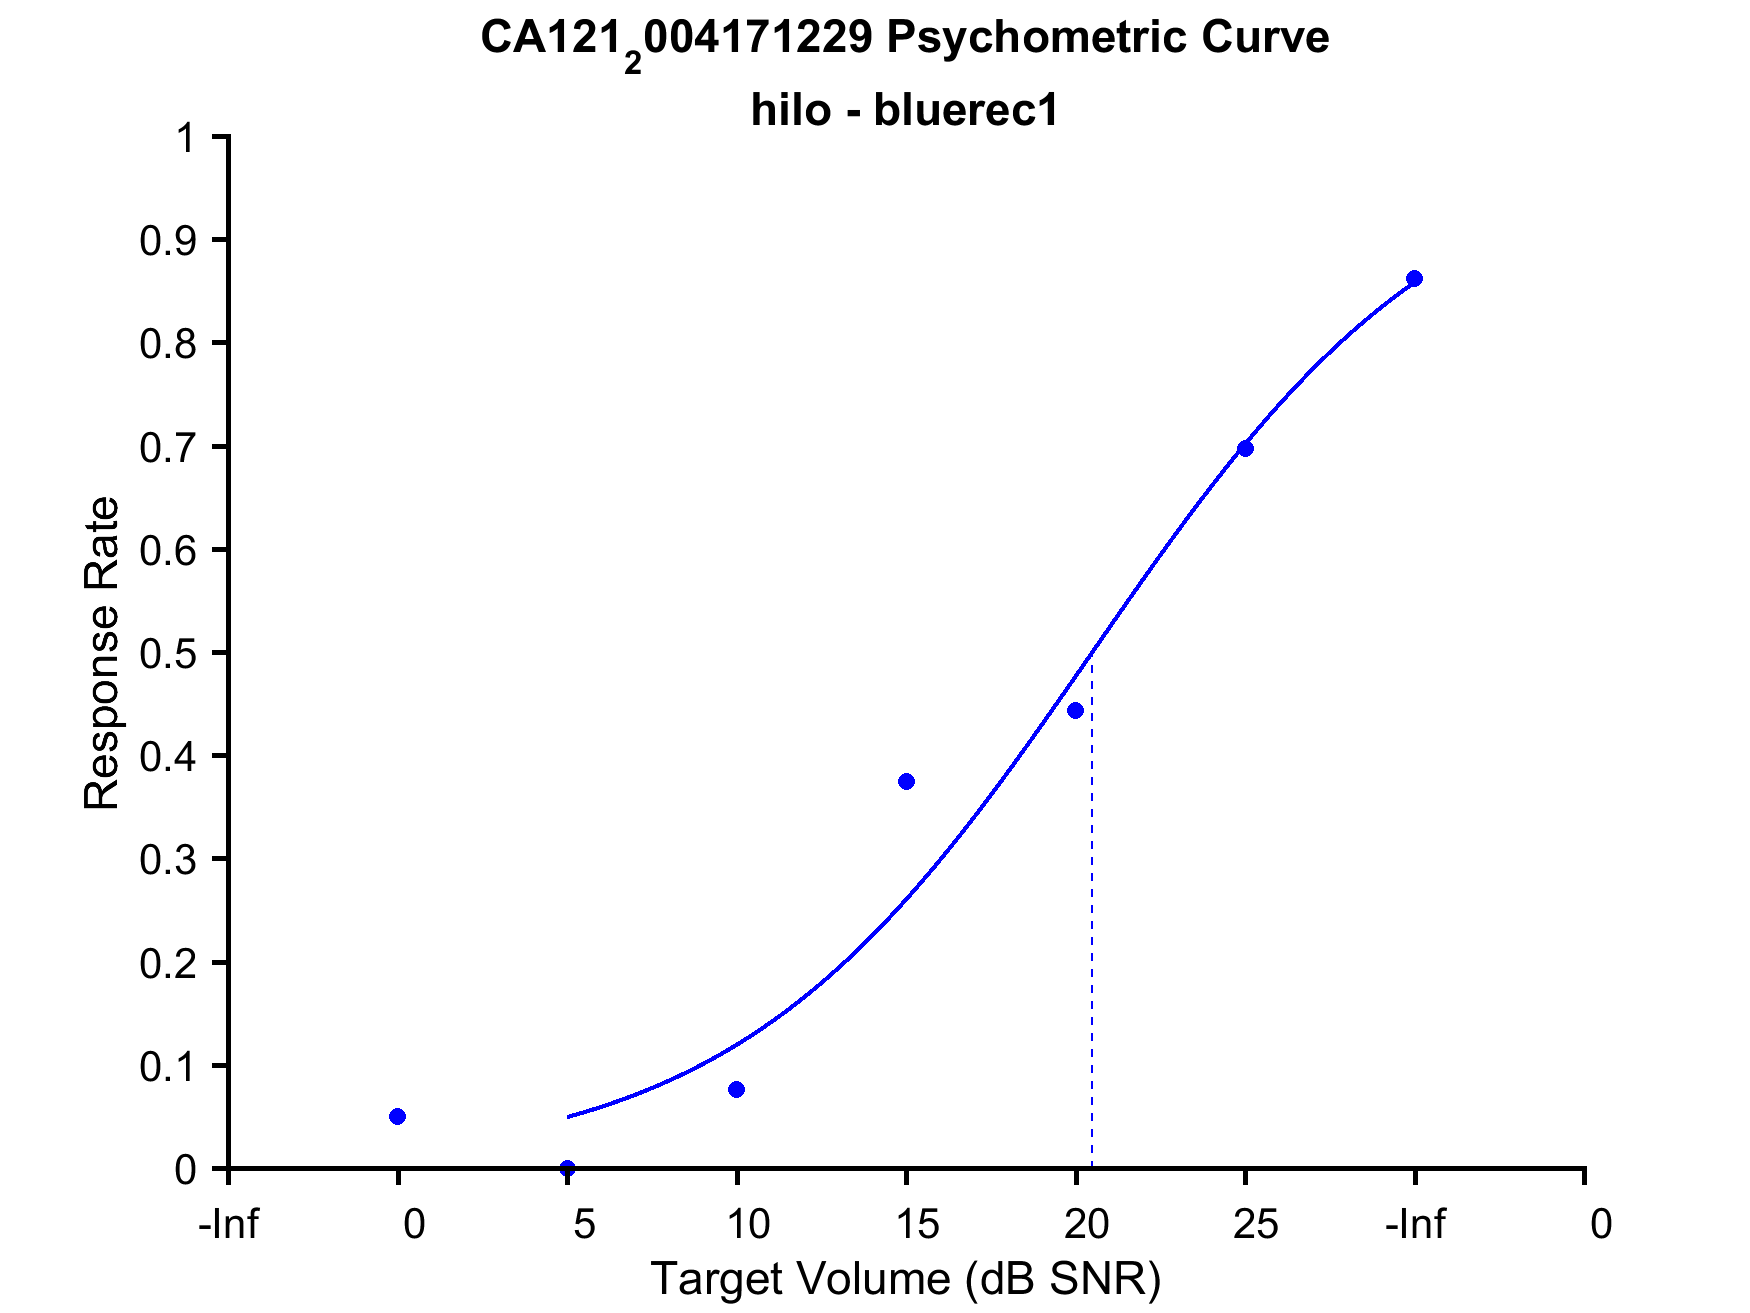 CA121₂004171229 Psychometric Curve
hilo - bluerec1
1
0.9
0.8
0.7
0.6
0.5
0.4
0.3
0.2
0.1
0
Response Rate
-Inf 0 5 10 15 20 25 -Inf 0
Target Volume (dB SNR)